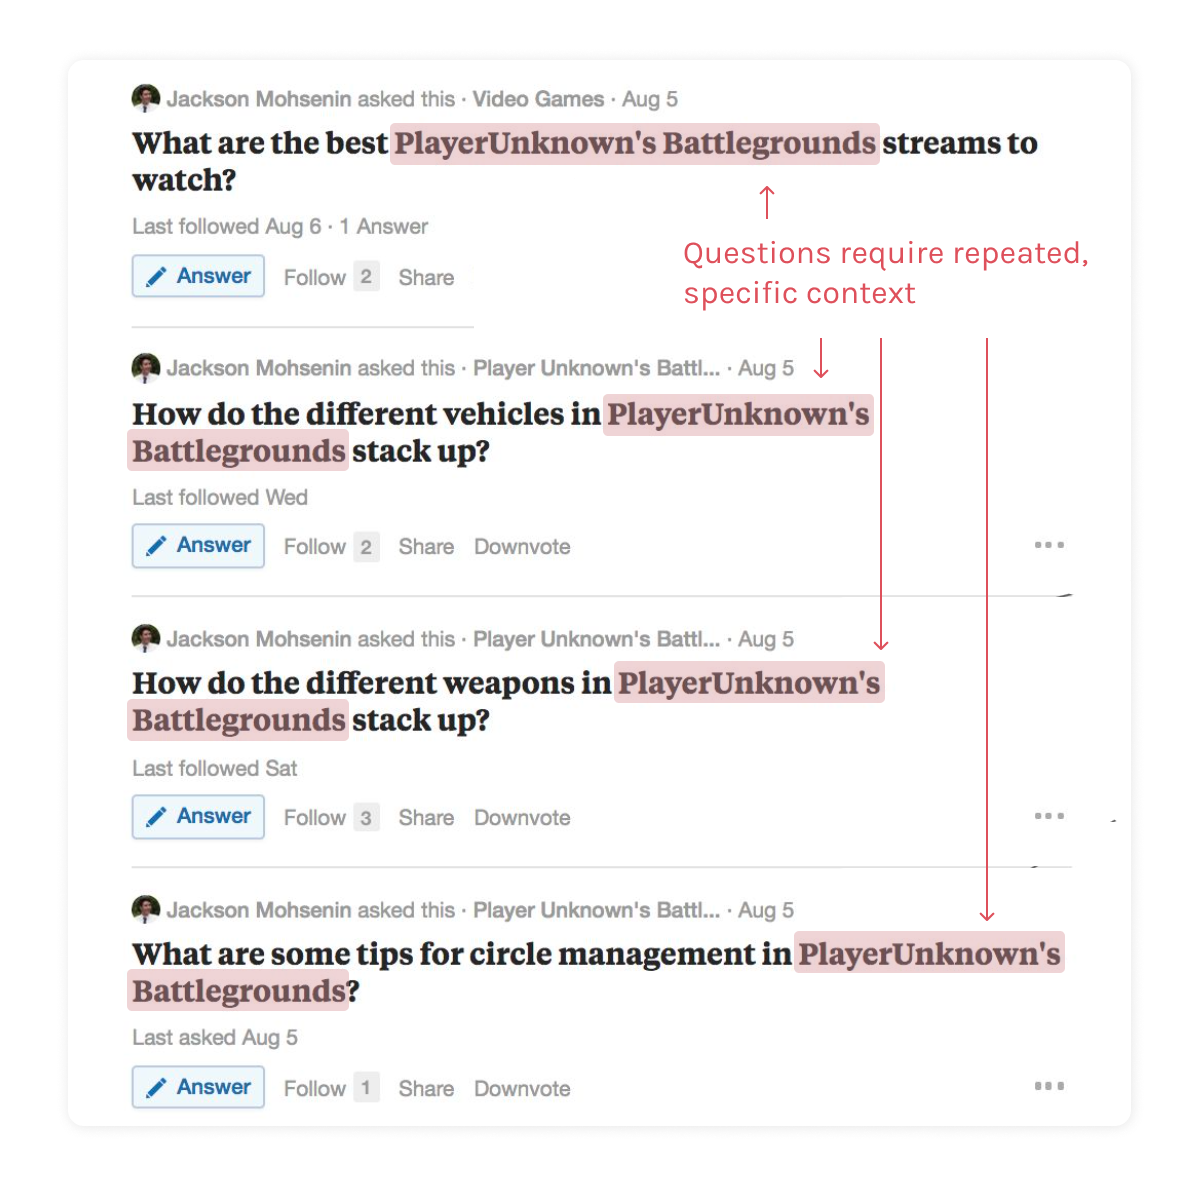 Jackson Mohsenin asked this · Video Games · Aug 5
What are the best PlayerUnknown's Battlegrounds streams to
watch?
Last followed Aug 6 · 1 Answer
Answer Follow 2 Share
Questions require repeated,
specific context
Jackson Mohsenin asked this · Player Unknown's Battl... · Aug 5
How do the different vehicles in PlayerUnknown's
Battlegrounds stack up?
Last followed Wed
Answer Follow 2 Share Downvote
Jackson Mohsenin asked this · Player Unknown's Battl... · Aug 5
How do the different weapons in PlayerUnknown's
Battlegrounds stack up?
Last followed Sat
Answer Follow 3 Share Downvote
Jackson Mohsenin asked this · Player Unknown's Battl... · Aug 5
What are some tips for circle management in PlayerUnknown's
Battlegrounds?
Last asked Aug 5
Answer Follow 1 Share Downvote